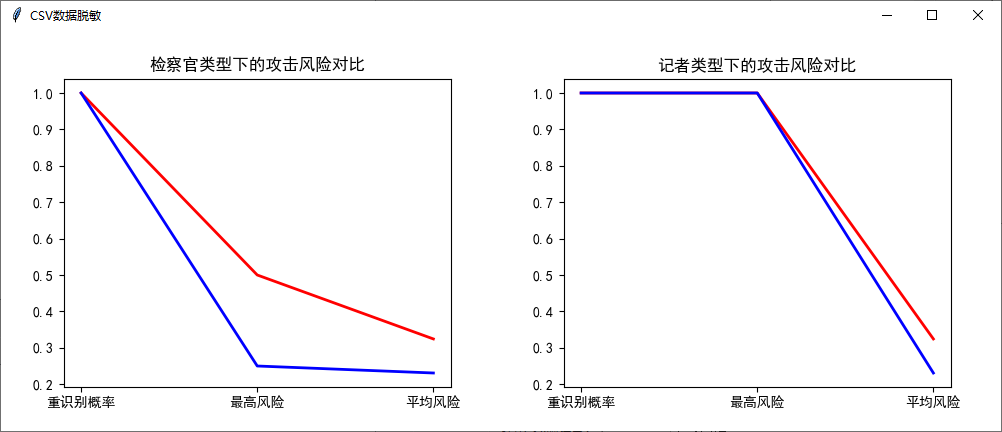 CSV数据脱敏
检察官类型下的攻击风险对比
1.0
0.9
0.8
0.7
0.6
0.5
0.4
0.3
0.2
重识别概率
最高风险
平均风险
记者类型下的攻击风险对比
1.0
0.9
0.8
0.7
0.6
0.5
0.4
0.3
0.2
重识别概率
最高风险
平均风险